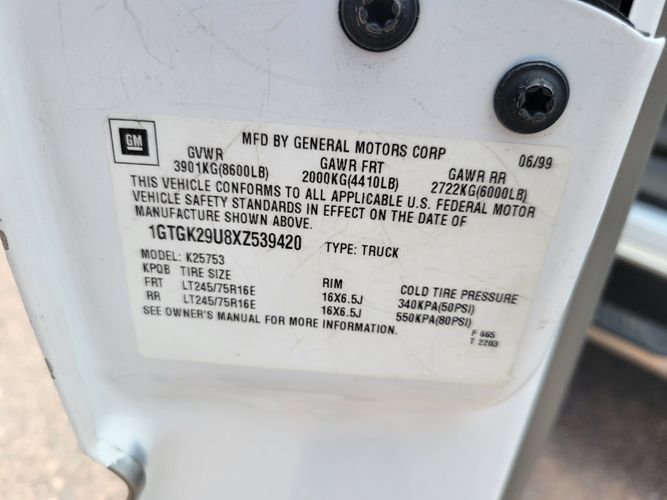 GM
MFD BY GENERAL MOTORS CORP 06/99
GVWR GAWR FRT GAWR RR
3901KG(8600LB) 2000KG(4410LB) 2722KG(6000LB)
THIS VEHICLE CONFORMS TO ALL APPLICABLE U.S. FEDERAL MOTOR
VEHICLE SAFETY STANDARDS IN EFFECT ON THE DATE OF
MANUFACTURE SHOWN ABOVE.
1GTGK29U8XZ539420 TYPE: TRUCK
MODEL: K25753
KPQB TIRE SIZE RIM COLD TIRE PRESSURE
FRT LT245/75R16E 16X6.5J 340KPA(50PSI)
RR LT245/75R16E 16X6.5J 550KPA(80PSI)
SEE OWNER'S MANUAL FOR MORE INFORMATION.
F 665
T 2203